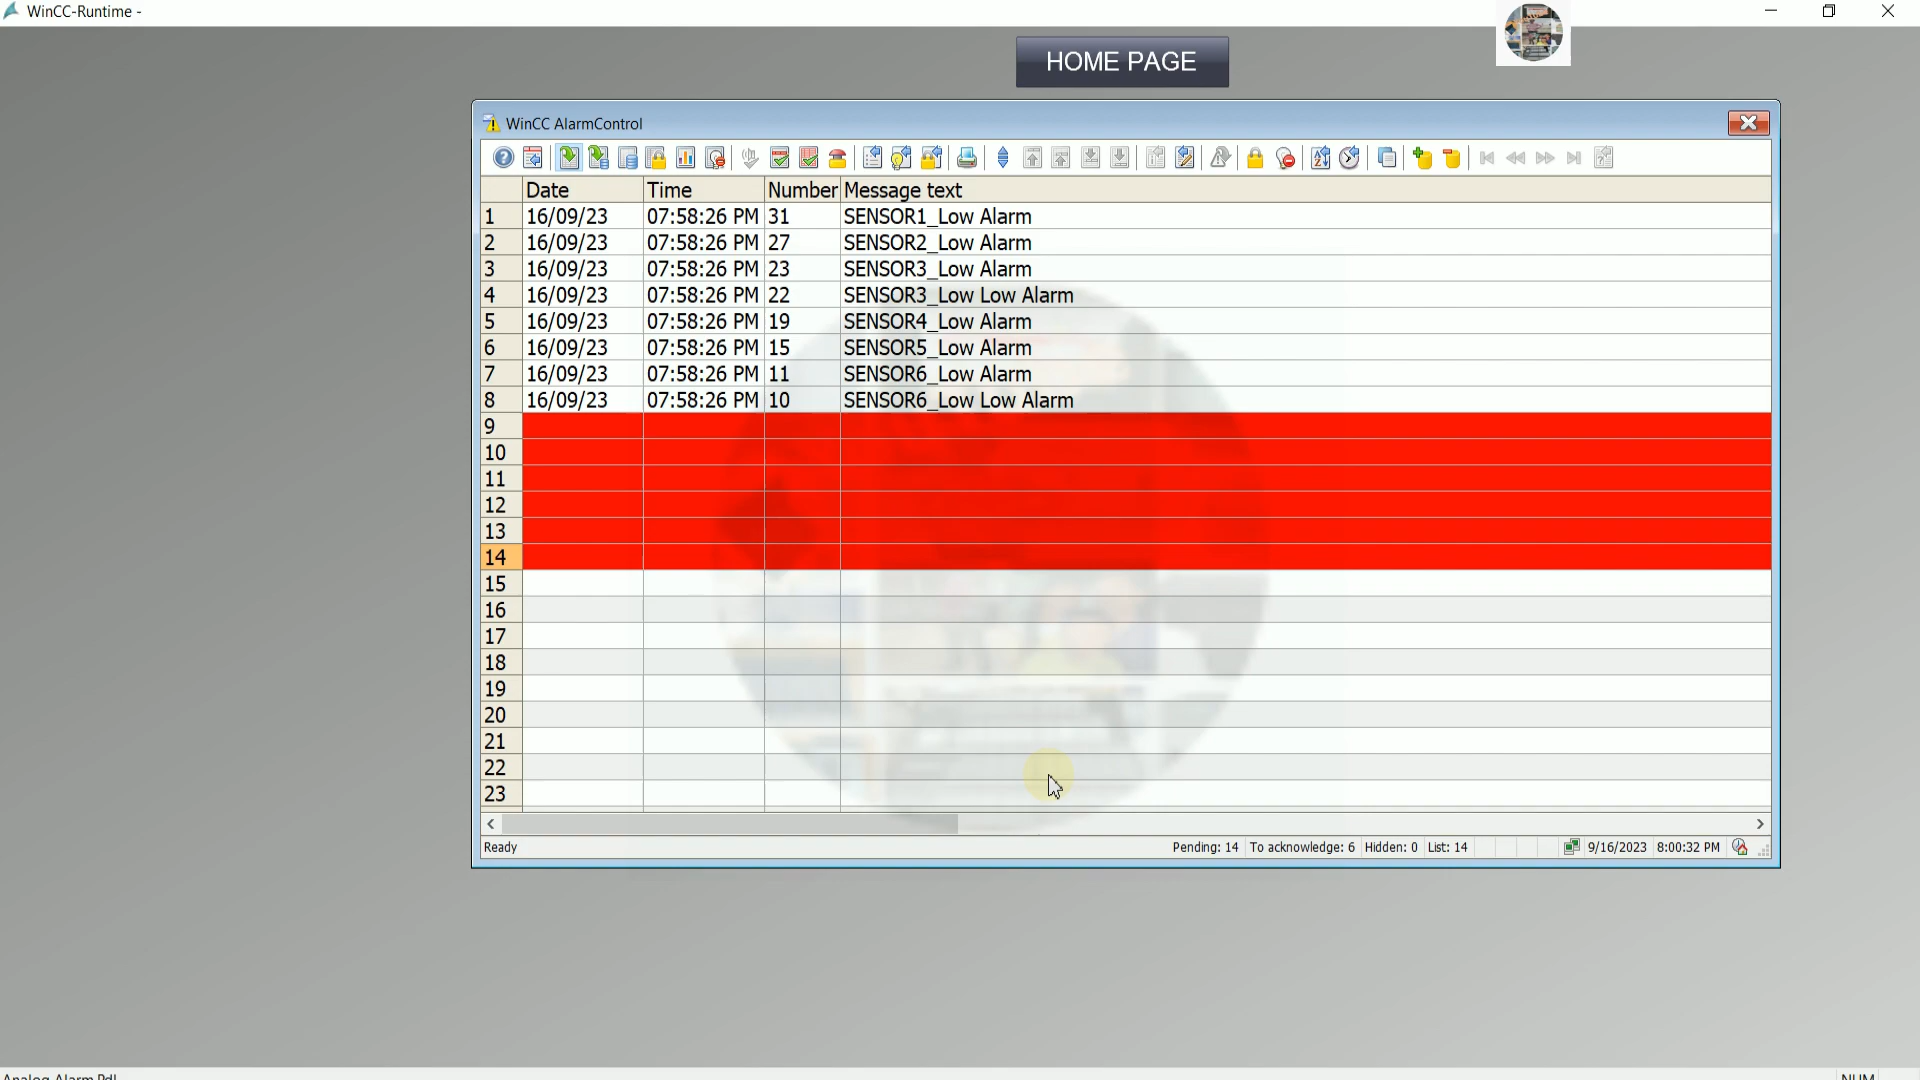 WinCC-Runtime -
HOME PAGE
WinCC AlarmControl
Date Time Number Message text
1 16/09/23 07:58:26 PM 31 SENSOR1_Low Alarm
2 16/09/23 07:58:26 PM 27 SENSOR2_Low Alarm
3 16/09/23 07:58:26 PM 23 SENSOR3_Low Alarm
4 16/09/23 07:58:26 PM 22 SENSOR3_Low Low Alarm
5 16/09/23 07:58:26 PM 19 SENSOR4_Low Alarm
6 16/09/23 07:58:26 PM 15 SENSOR5_Low Alarm
7 16/09/23 07:58:26 PM 11 SENSOR6_Low Alarm
8 16/09/23 07:58:26 PM 10 SENSOR6_Low Low Alarm
9
10
11
12
13
14
15
16
17
18
19
20
21
22
23
Ready Pending: 14 To acknowledge: 6 Hidden: 0 List: 14 9/16/2023 8:00:32 PM
Analog_Alarm.Pdl NUM